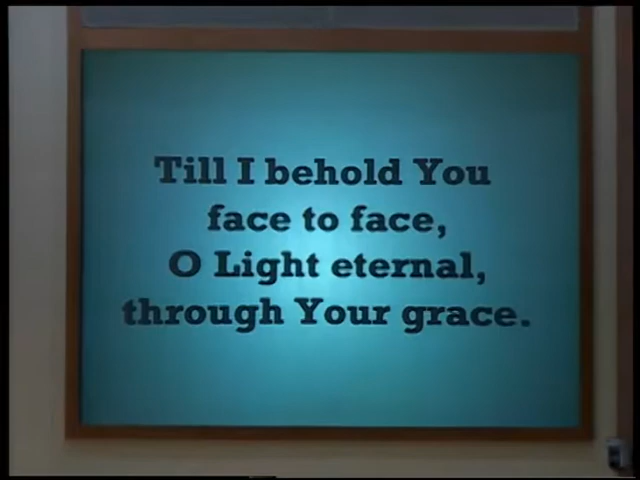 Till I behold You
face to face,
O Light eternal,
through Your grace.